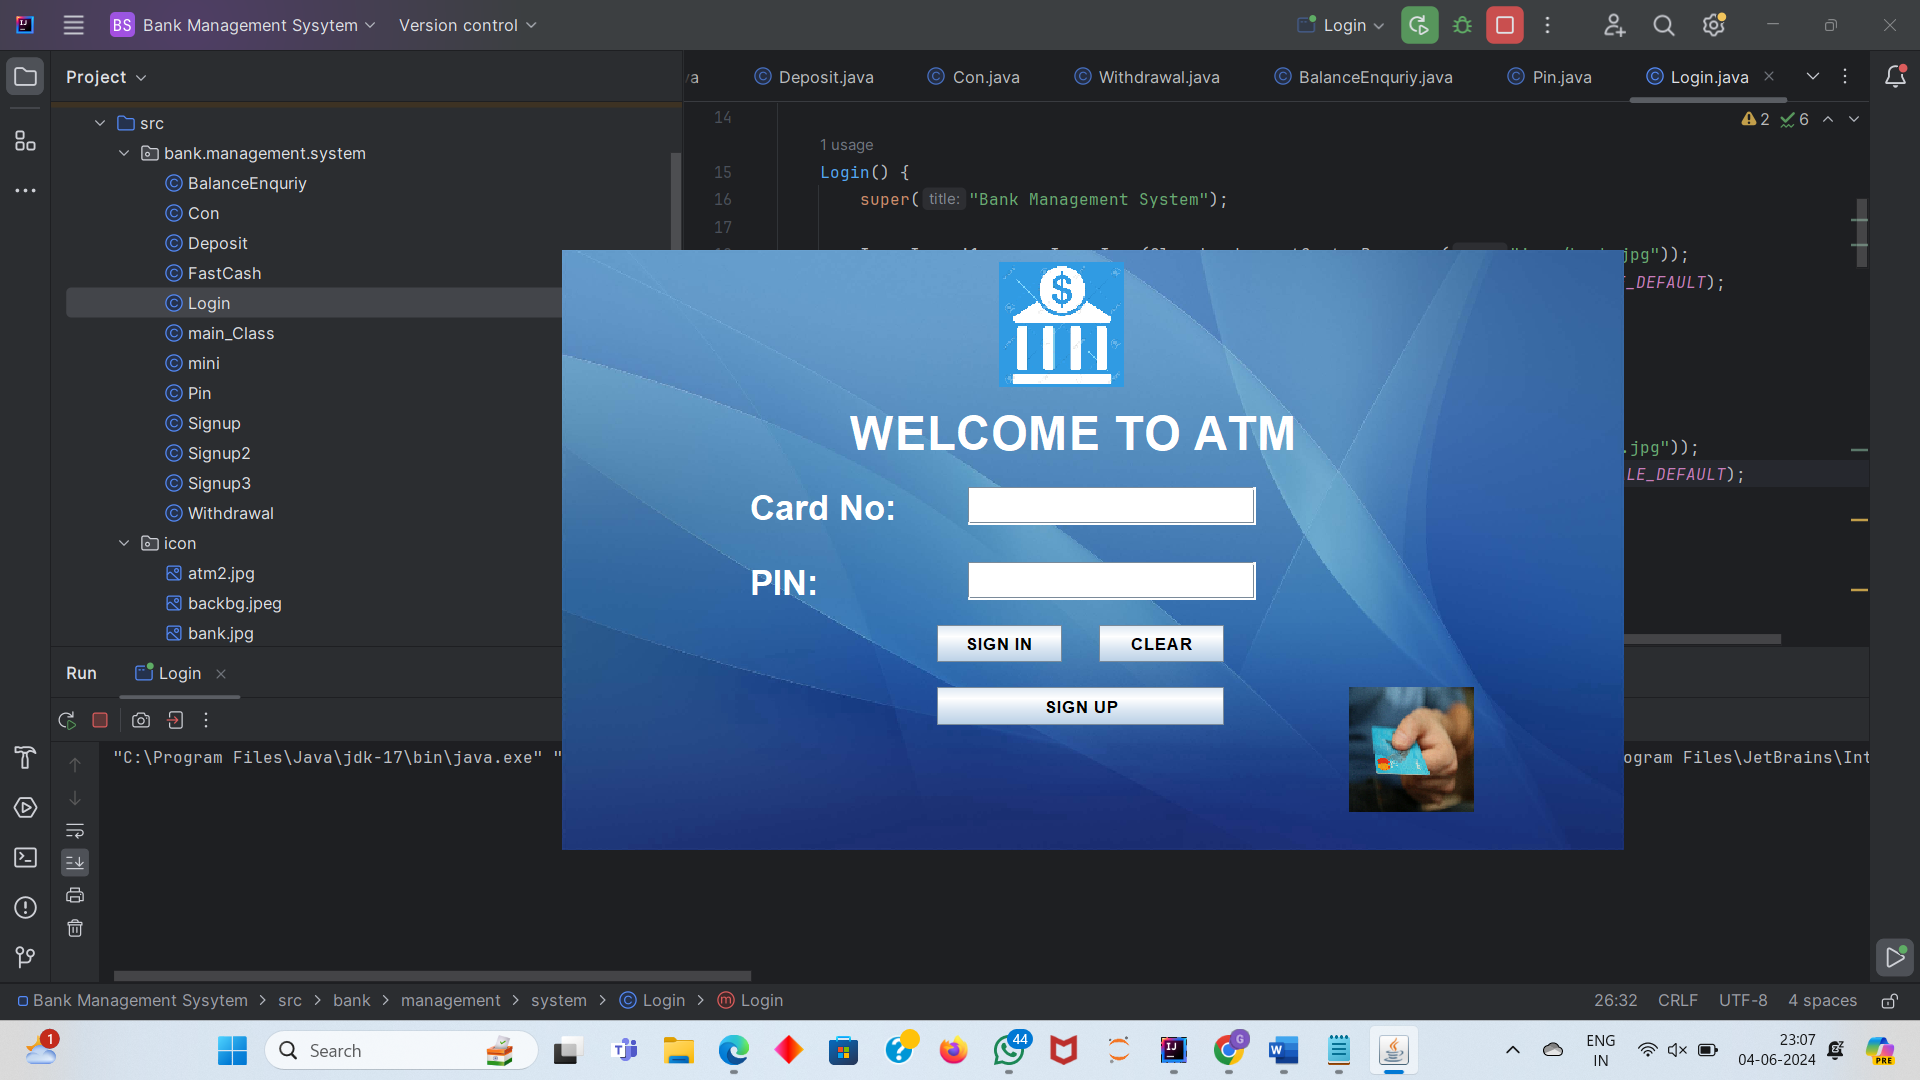 BS Bank Management Sysytem Version control Login
Project
/a Deposit.java Con.java Withdrawal.java BalanceEnquriy.java Pin.java Login.java
src
bank.management.system
BalanceEnquriy
Con
Deposit
FastCash
Login
main_Class
mini
Pin
Signup
Signup2
Signup3
Withdrawal
icon
atm2.jpg
backbg.jpeg
bank.jpg
14
1 usage
15 Login() {
16 super( title: "Bank Management System");
17
jpg"));
_DEFAULT);
.jpg"));
LE_DEFAULT);
2 6
$
WELCOME TO ATM
Card No:
PIN:
SIGN IN CLEAR
SIGN UP
Run Login
"C:\Program Files\Java\jdk-17\bin\java.exe" " ogram Files\JetBrains\Int
Bank Management Sysytem > src > bank > management > system > Login > Login
26:32 CRLF UTF-8 4 spaces
1 Search 44 G
ENG
IN
23:07
04-06-2024
PRE